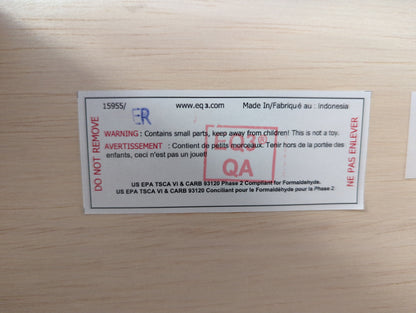 15955/ ER www.eq3.com Made In/Fabriqué au : Indonesia
DO NOT REMOVE
WARNING : Contains small parts, keep away from children! This is not a toy.
AVERTISSEMENT : Contient de petits morceaux. Tenir hors de la portée des
enfants, ceci n'est pas un jouet!
EQ3
QA
NE PAS ENLEVER
US EPA TSCA VI & CARB 93120 Phase 2 Compliant for Formaldehyde.
US EPA TSCA VI & CARB 93120 Conciliant pour le Formaldéhyde pour la Phase 2.